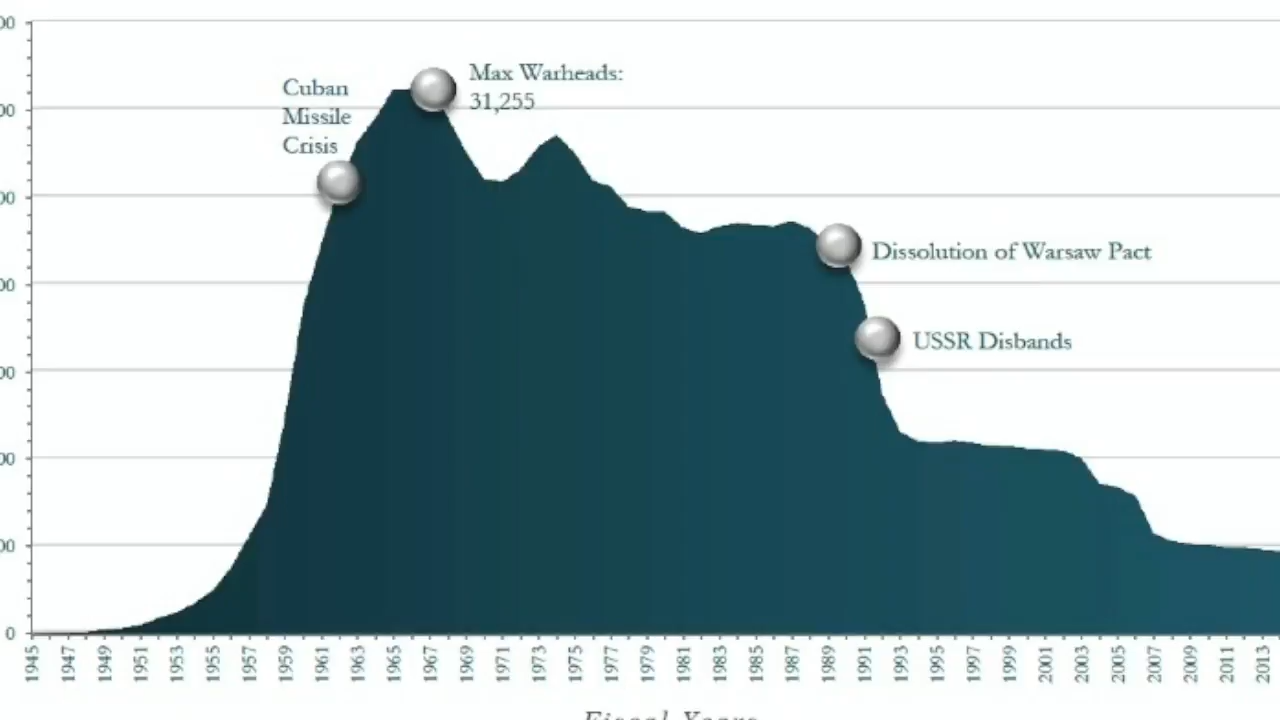 Max Warheads:
31,255
Cuban
Missile
Crisis
Dissolution of Warsaw Pact
USSR Disbands
0
1945 1947 1949 1951 1953 1955 1957 1959 1961 1963 1965 1967 1969 1971 1973 1975 1977 1979 1981 1983 1985 1987 1989 1991 1993 1995 1997 1999 2001 2003 2005 2007 2009 2011 2013
Fiscal Years